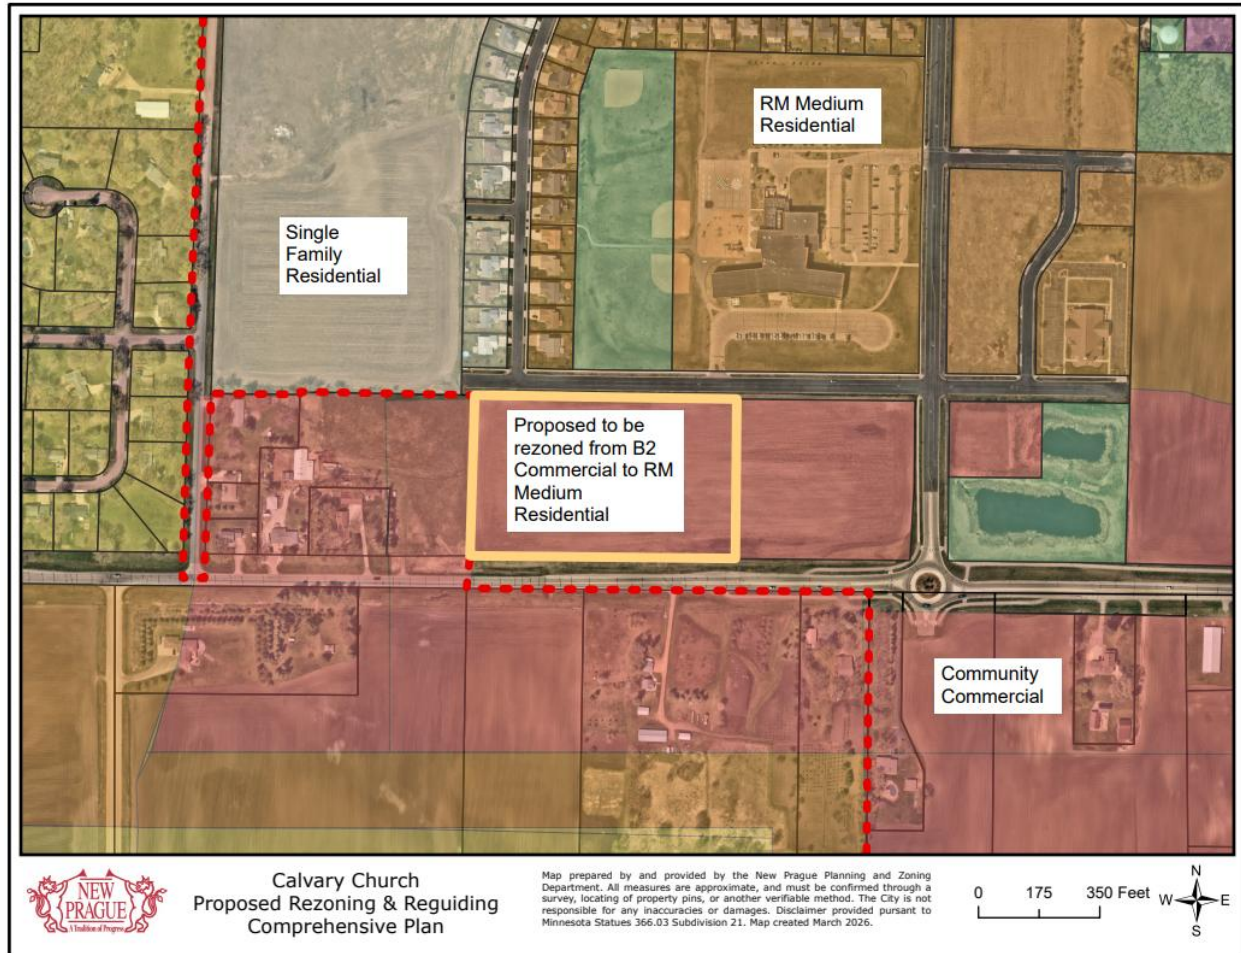 RM Medium
Residential
Single
Family
Residential
Proposed to be
rezoned from B2
Commercial to RM
Medium
Residential
Community
Commercial
NEW
PRAGUE
A Tradition of Progress
Calvary Church
Proposed Rezoning & Reguiding
Comprehensive Plan
Map prepared by and provided by the New Prague Planning and Zoning
Department. All measures are approximate, and must be confirmed through a
survey, locating of property pins, or another verifiable method. The City is not
responsible for any inaccuracies or damages. Disclaimer provided pursuant to
Minnesota Statues 366.03 Subdivision 21. Map created March 2026.
0 175 350 Feet
N
W E
S